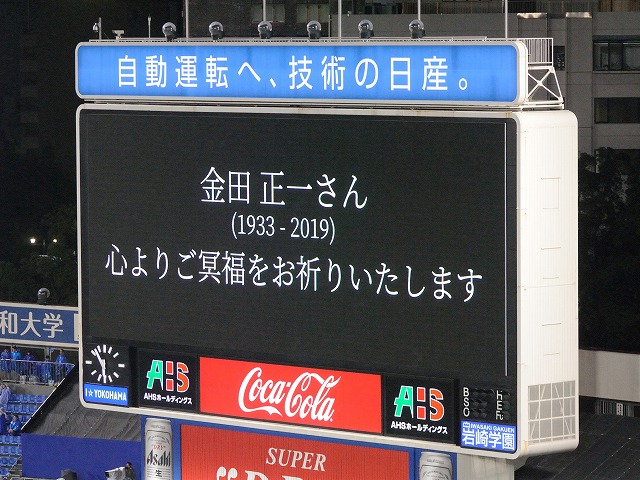 自動運転へ、技術の日産。
金田 正一さん
(1933 - 2019)
心よりご冥福をお祈りいたします
和大学
I★YOKOHAMA
AHS
AHSホールディングス
Coca-Cola
AHS
AHSホールディングス
B H
S E
O
IWASAKI GAKUEN
岩崎学園
Asahi
生
SUPER